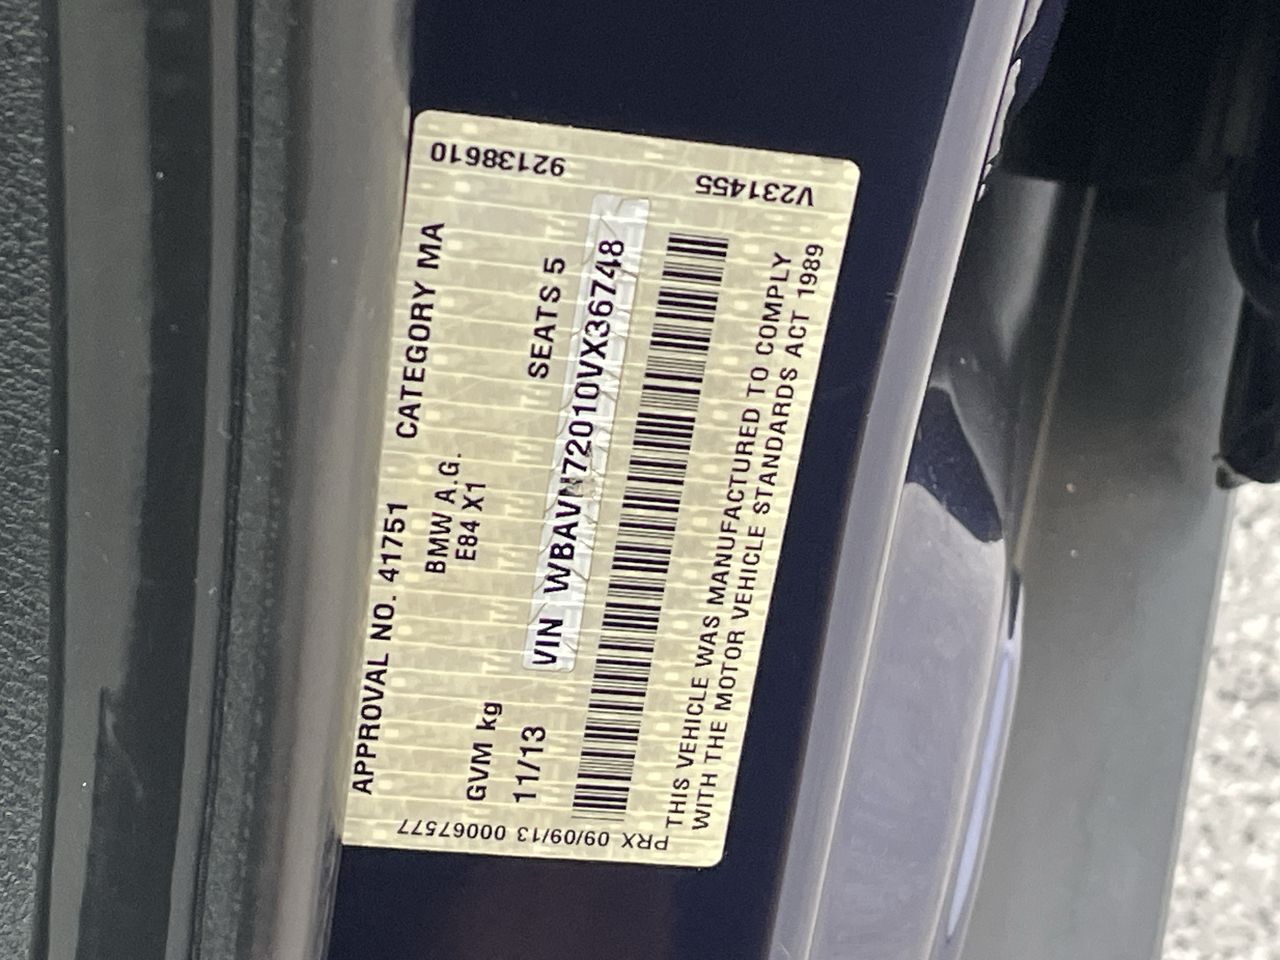 APPROVAL NO. 41751 CATEGORY MA
BMW A.G.
E84 X1
GVM kg SEATS 5
11/13 VIN WBAVN72010VX36748
THIS VEHICLE WAS MANUFACTURED TO COMPLY
WITH THE MOTOR VEHICLE STANDARDS ACT 1989
PRX 09/09/13 00067577
V231455 92138610